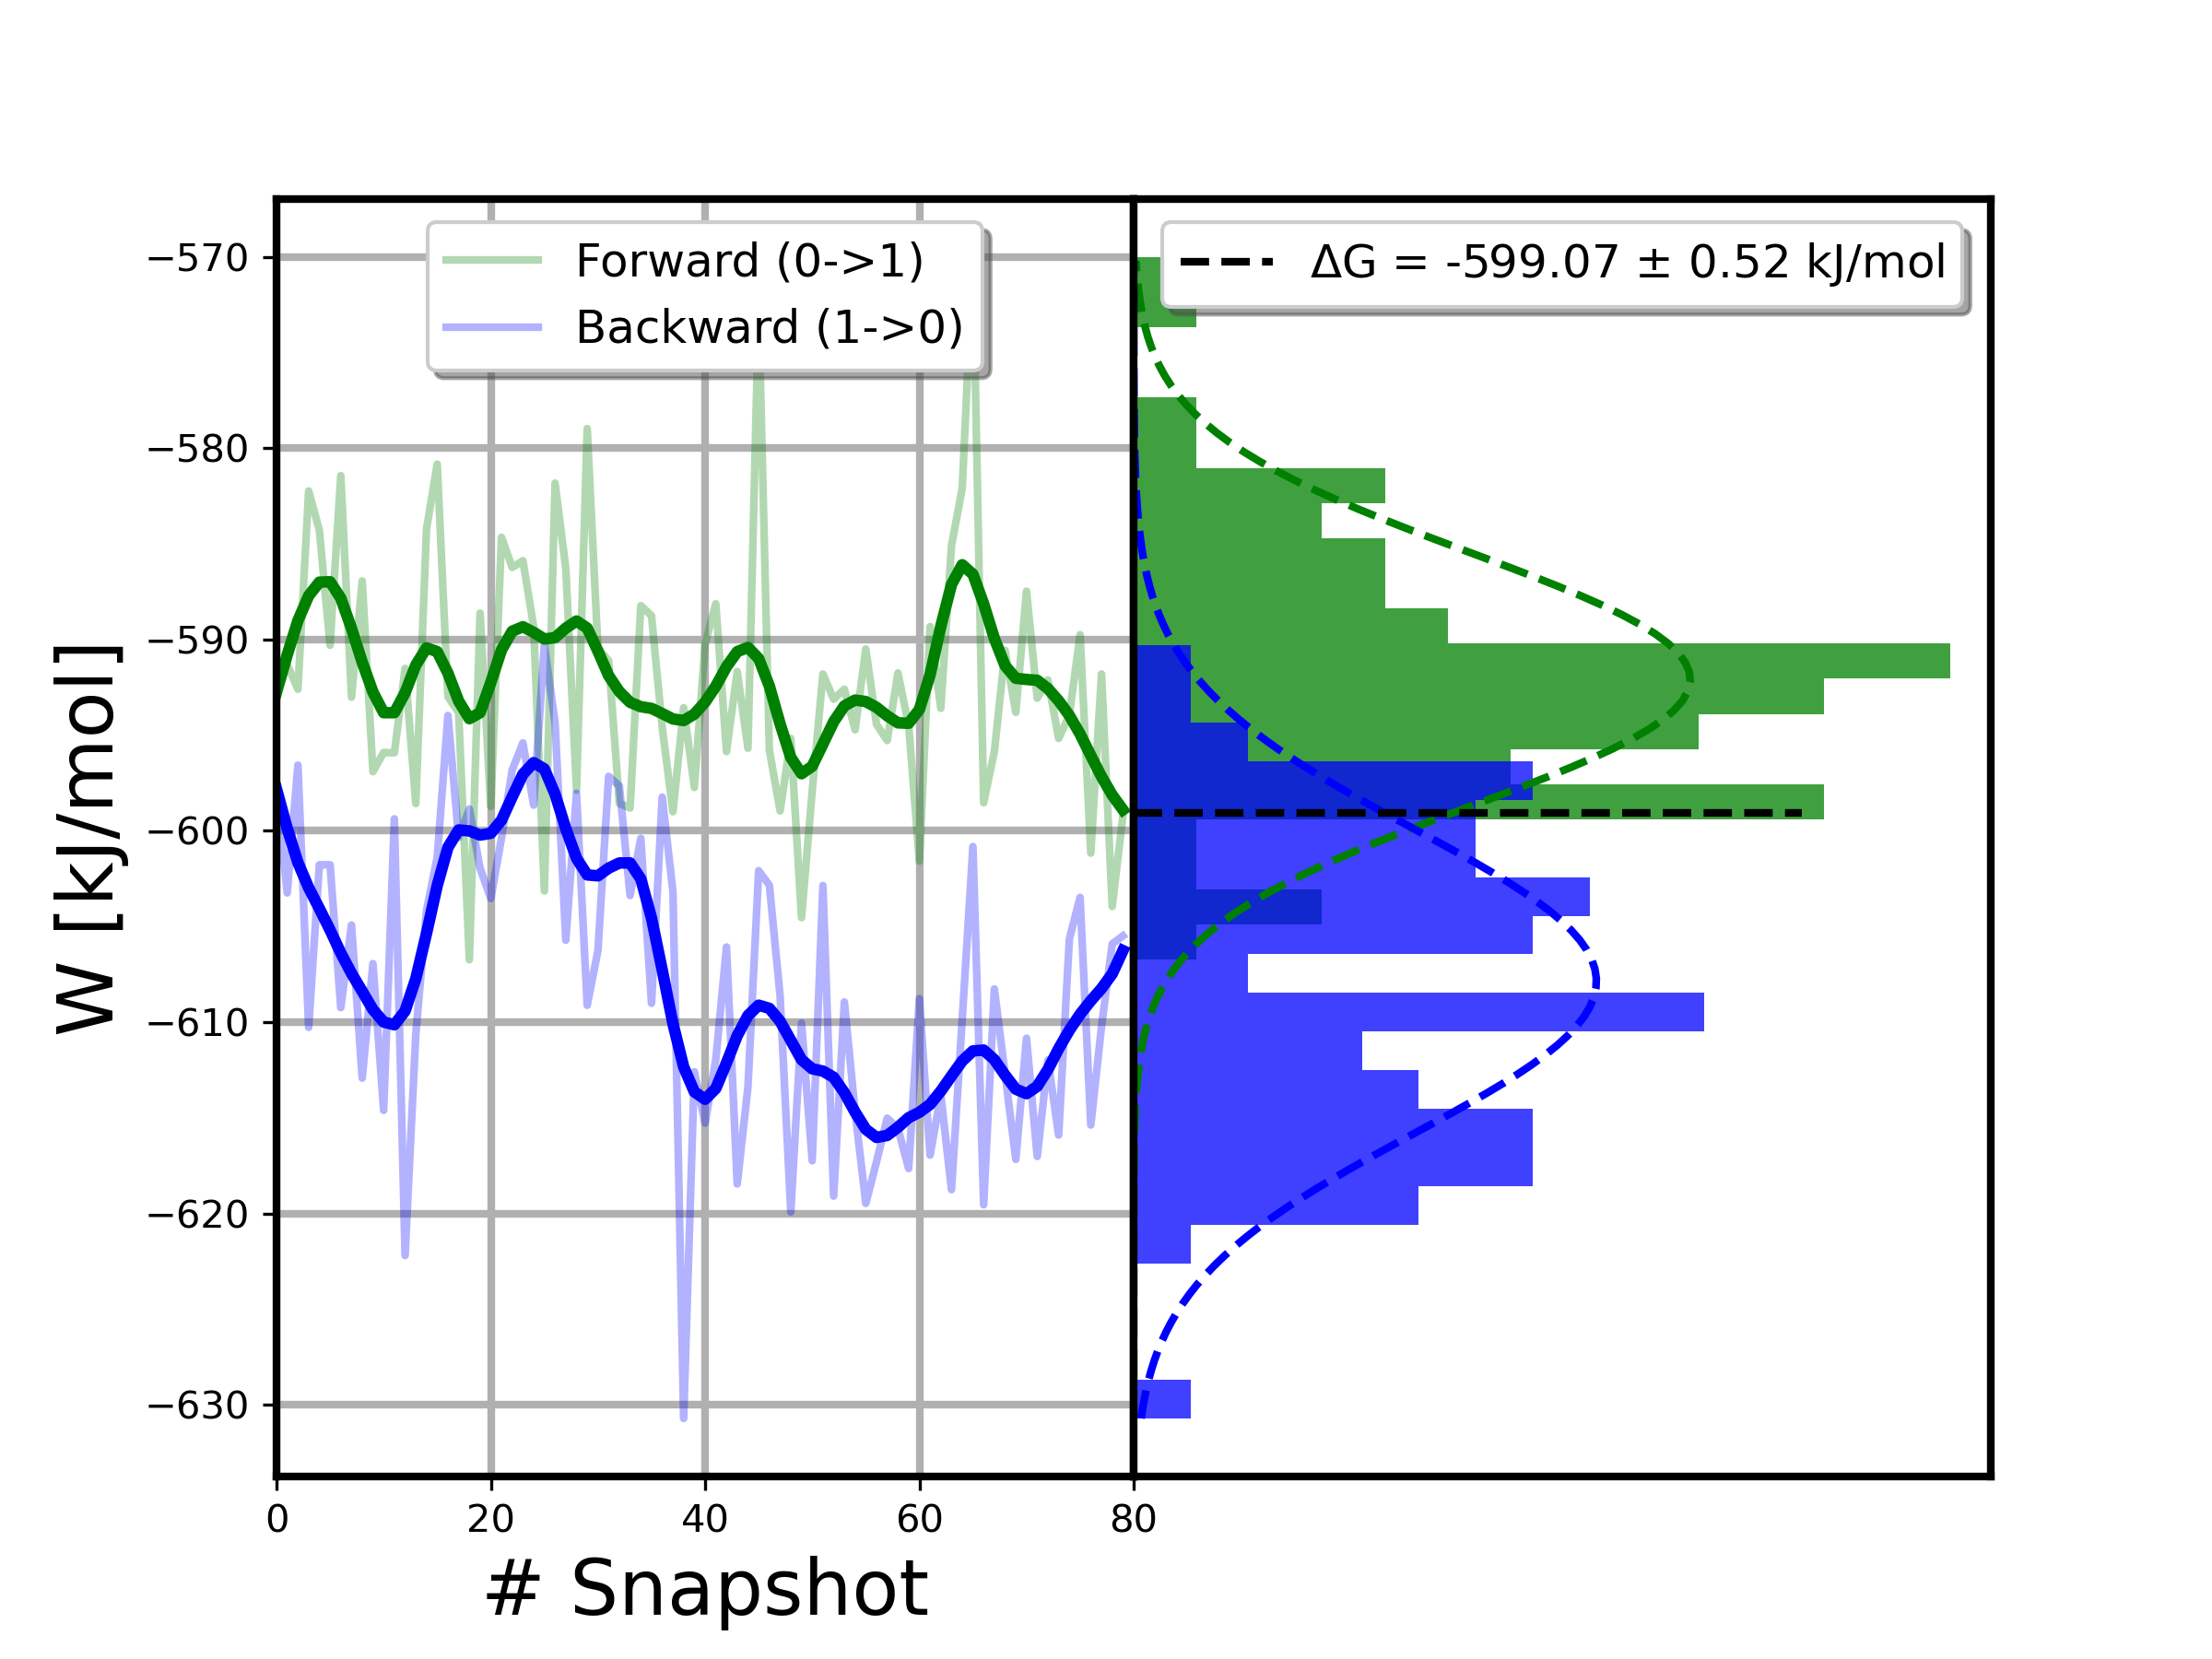 Forward (0->1)
Backward (1->0)
ΔG = -599.07 ± 0.52 kJ/mol
−570
−580
−590
−600
−610
−620
−630
W [kJ/mol]
0 20 40 60 80
# Snapshot